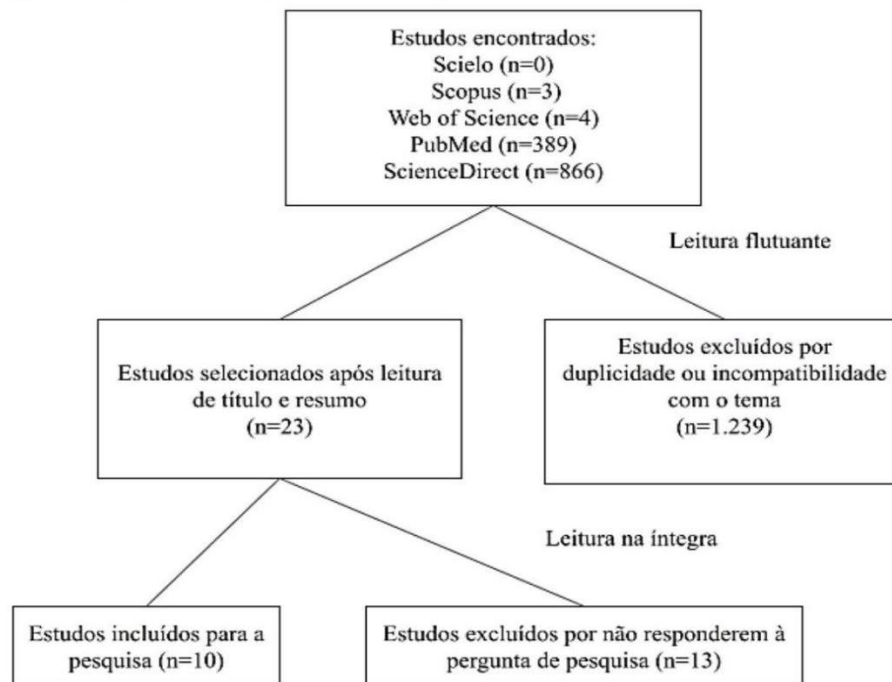 Estudos encontrados:
Scielo (n=0)
Scopus (n=3)
Web of Science (n=4)
PubMed (n=389)
ScienceDirect (n=866)
Leitura flutuante
Estudos selecionados após leitura
de título e resumo
(n=23)
Estudos excluídos por
duplicidade ou incompatibilidade
com o tema
(n=1.239)
Leitura na íntegra
Estudos incluídos para a
pesquisa (n=10)
Estudos excluídos por não responderem à
pergunta de pesquisa (n=13)